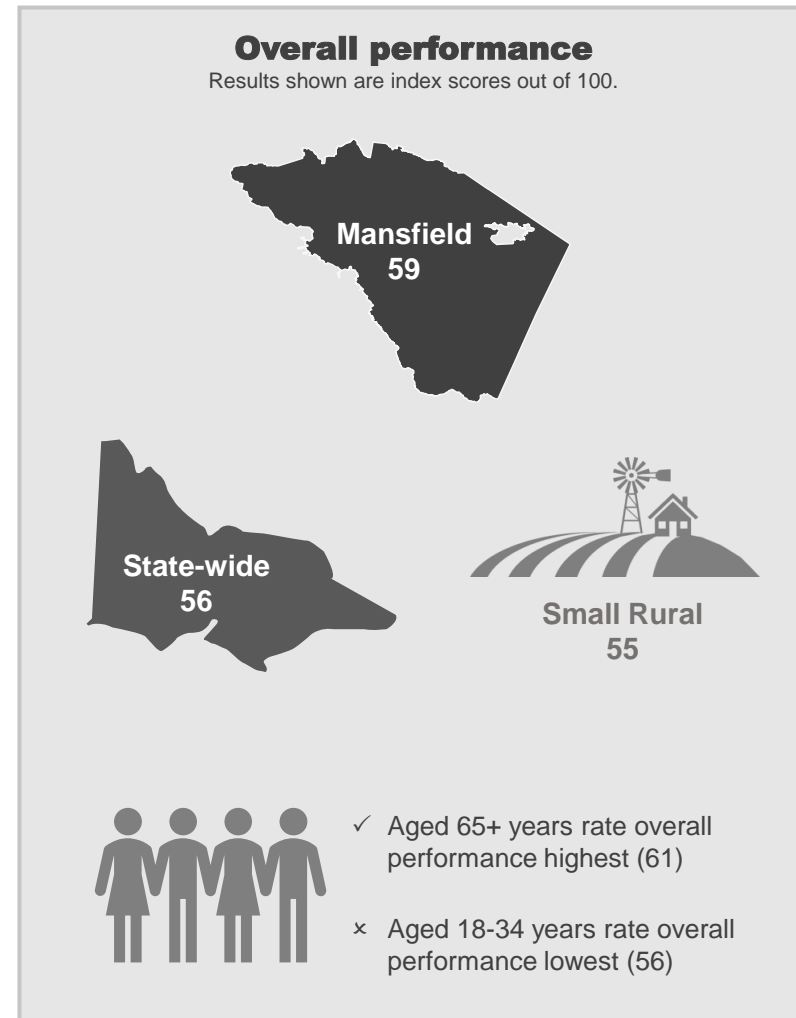 Overall performance
Results shown are index scores out of 100.
Mansfield
59
State-wide
56
Small Rural
55
✓ Aged 65+ years rate overall
performance highest (61)
× Aged 18-34 years rate overall
performance lowest (56)